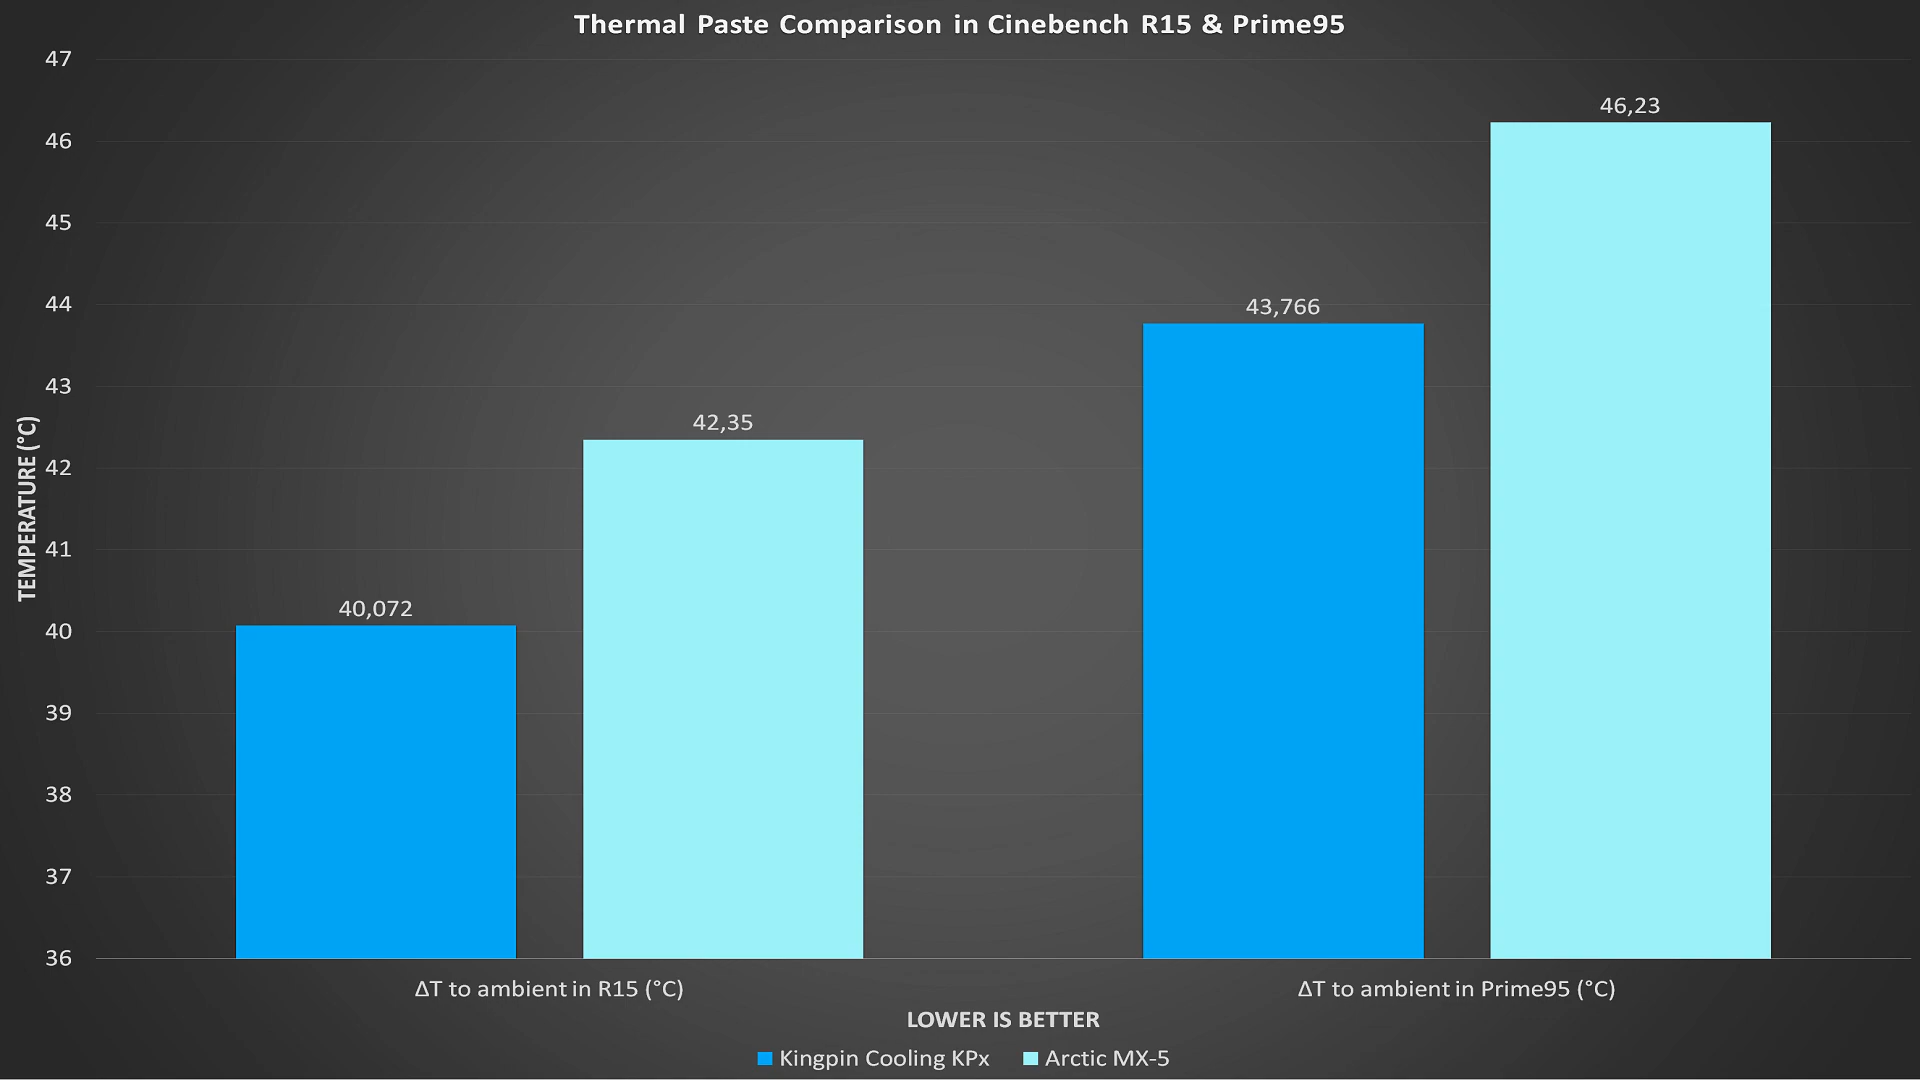 Thermal Paste Comparison in Cinebench R15 & Prime95
47
46
45
44
43
42
41
40
39
38
37
36
TEMPERATURE (°C)
40,072
42,35
43,766
46,23
ΔT to ambient in R15 (°C)
ΔT to ambient in Prime95 (°C)
LOWER IS BETTER
Kingpin Cooling KPx
Arctic MX-5